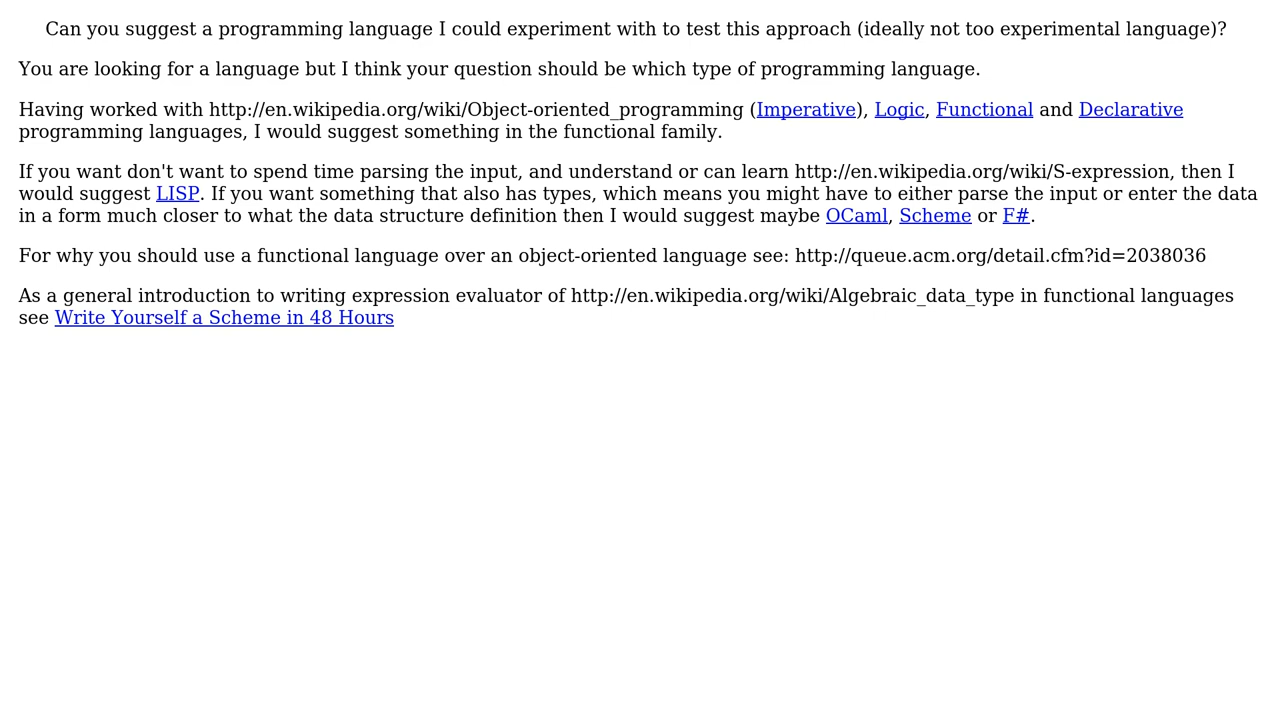 Can you suggest a programming language I could experiment with to test this approach (ideally not too experimental language)?
You are looking for a language but I think your question should be which type of programming language.
Having worked with http://en.wikipedia.org/wiki/Object-oriented_programming (Imperative), Logic, Functional and Declarative
programming languages, I would suggest something in the functional family.
If you want don't want to spend time parsing the input, and understand or can learn http://en.wikipedia.org/wiki/S-expression, then I
would suggest LISP. If you want something that also has types, which means you might have to either parse the input or enter the data
in a form much closer to what the data structure definition then I would suggest maybe OCaml, Scheme or F#.
For why you should use a functional language over an object-oriented language see: http://queue.acm.org/detail.cfm?id=2038036
As a general introduction to writing expression evaluator of http://en.wikipedia.org/wiki/Algebraic_data_type in functional languages
see Write Yourself a Scheme in 48 Hours